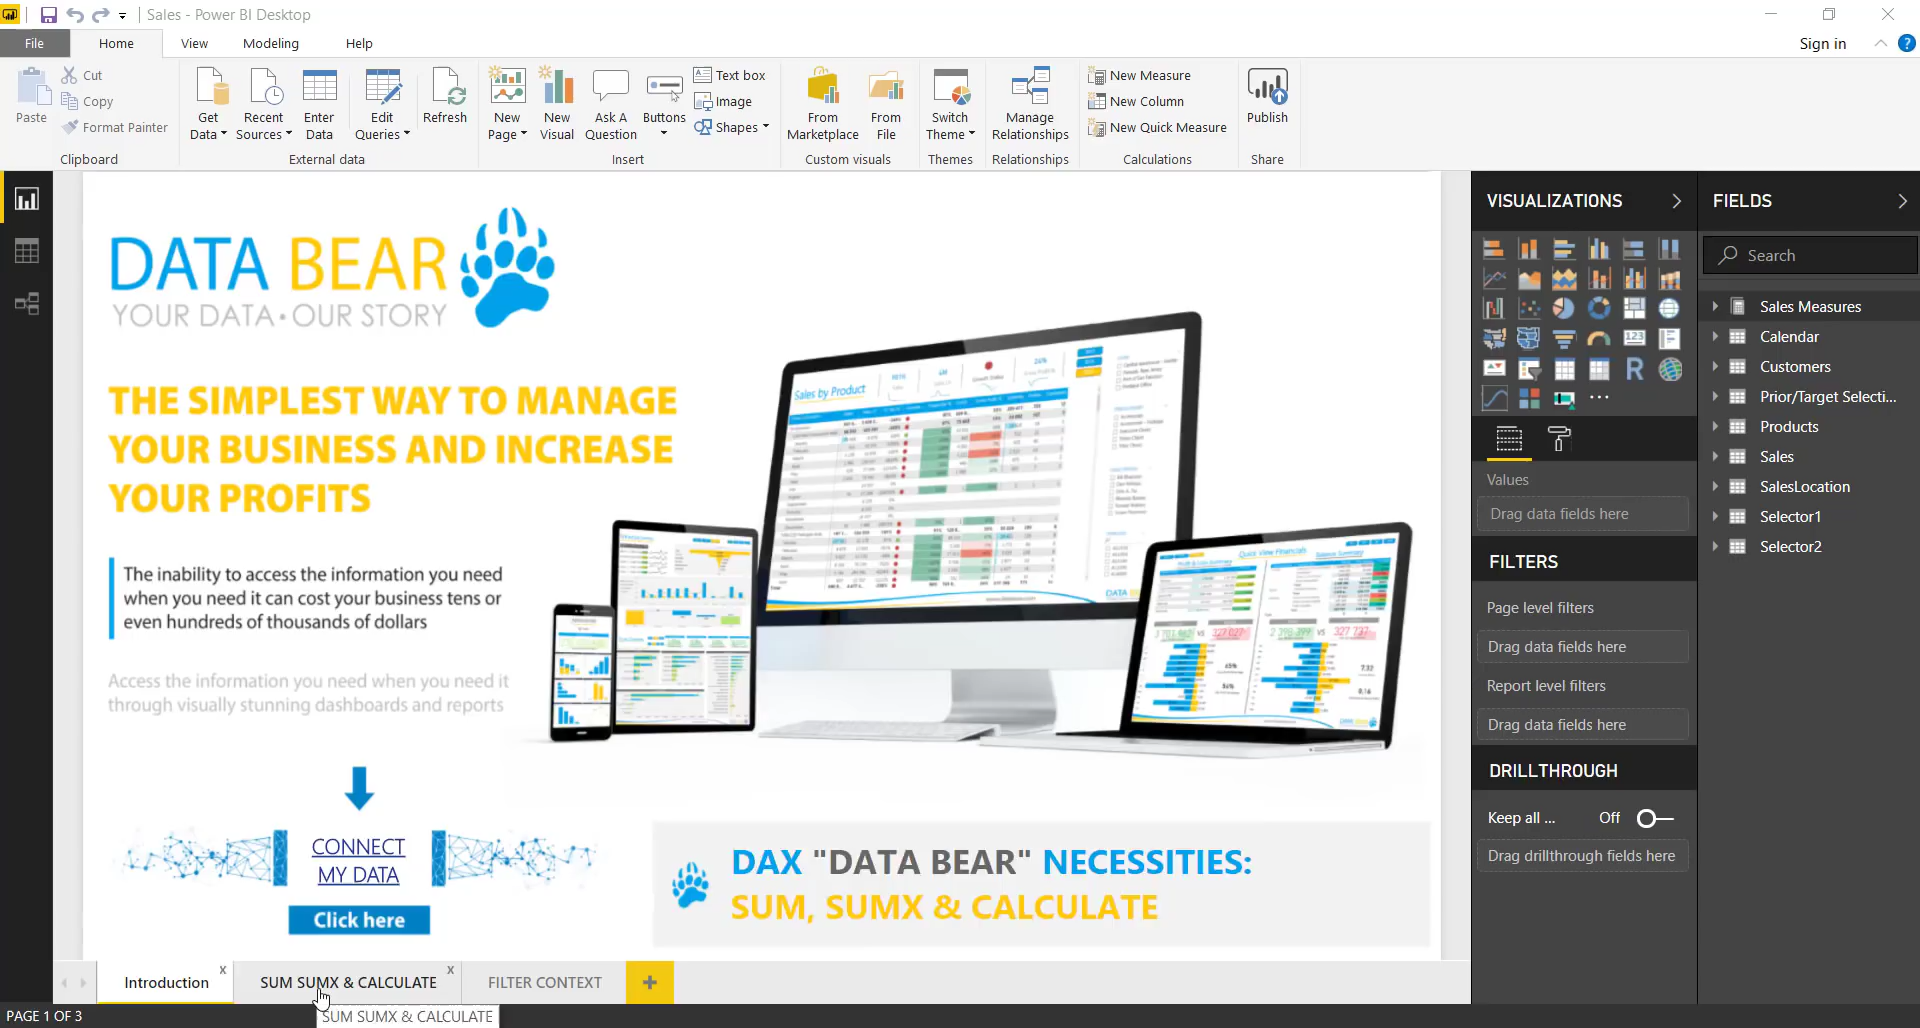 Sales - Power BI Desktop
File Home View Modeling Help Sign in ?
Paste
Cut
Copy
Format Painter
Clipboard
Get Data
Recent Sources
Enter Data
Edit Queries
Refresh
External data
New Page
New Visual
Ask A Question
Buttons
Text box
Image
Shapes
Insert
From Marketplace
From File
Custom visuals
Switch Theme
Themes
Manage Relationships
Relationships
New Measure
New Column
New Quick Measure
Calculations
Publish
Share
DATA BEAR
YOUR DATA • OUR STORY
THE SIMPLEST WAY TO MANAGE
YOUR BUSINESS AND INCREASE
YOUR PROFITS
The inability to access the information you need
when you need it can cost your business tens or
even hundreds of thousands of dollars
Access the information you need when you need it
through visually stunning dashboards and reports
CONNECT
MY DATA
Click here
Sales by Product
Quick View Financials
DATA BEAR
DAX "DATA BEAR" NECESSITIES:
SUM, SUMX & CALCULATE
VISUALIZATIONS
123
R
Values
Drag data fields here
FILTERS
Page level filters
Drag data fields here
Report level filters
Drag data fields here
DRILLTHROUGH
Keep all ... Off
Drag drillthrough fields here
FIELDS
Search
Sales Measures
Calendar
Customers
Prior/Target Selecti...
Products
Sales
SalesLocation
Selector1
Selector2
Introduction x
SUM SUMX & CALCULATE x
FILTER CONTEXT
+
PAGE 1 OF 3
SUM SUMX & CALCULATE